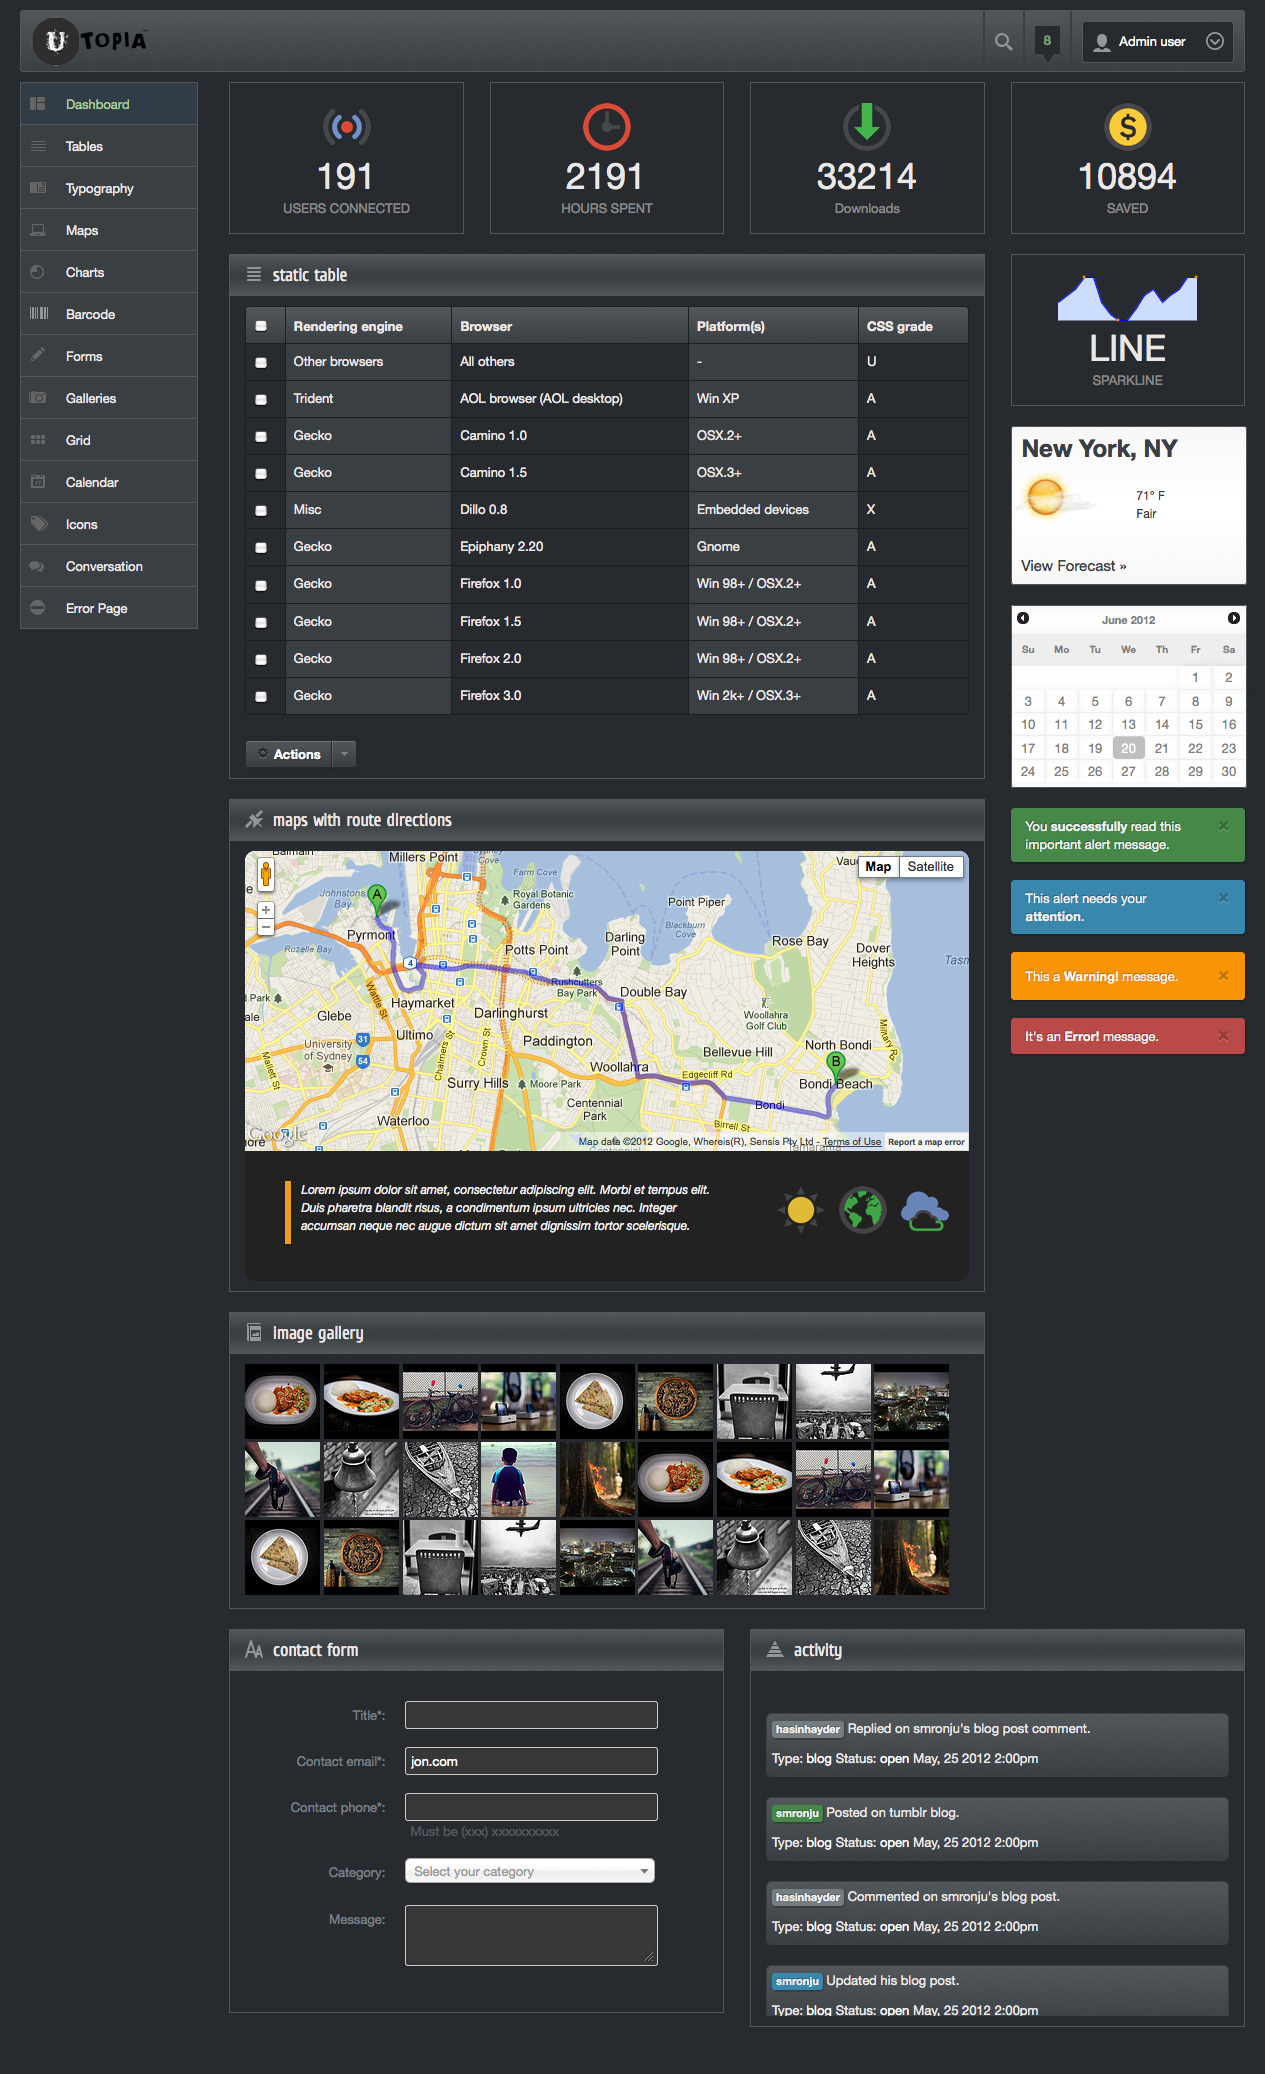 UTOPIA
8
Admin user
Dashboard
Tables
Typography
Maps
Charts
Barcode
Forms
Galleries
Grid
Calendar
Icons
Conversation
Error Page
191
USERS CONNECTED
2191
HOURS SPENT
33214
Downloads
10894
SAVED
static table
Rendering engine Browser Platform(s) CSS grade
Other browsers All others - U
Trident AOL browser (AOL desktop) Win XP A
Gecko Camino 1.0 OSX.2+ A
Gecko Camino 1.5 OSX.3+ A
Misc Dillo 0.8 Embedded devices X
Gecko Epiphany 2.20 Gnome A
Gecko Firefox 1.0 Win 98+ / OSX.2+ A
Gecko Firefox 1.5 Win 98+ / OSX.2+ A
Gecko Firefox 2.0 Win 98+ / OSX.2+ A
Gecko Firefox 3.0 Win 2k+ / OSX.3+ A
Actions
LINE
SPARKLINE
New York, NY
71° F
Fair
View Forecast »
June 2012
Su Mo Tu We Th Fr Sa
1 2
3 4 5 6 7 8 9
10 11 12 13 14 15 16
17 18 19 20 21 22 23
24 25 26 27 28 29 30
You successfully read this
important alert message.
This alert needs your
attention.
This a Warning! message.
It's an Error! message.
maps with route directions
Millers Point
Farm Cove
Map Satellite
Johnstons
Bay
A
Royal Botanic
Gardens
Point Piper
Blackburn
Cove
Pyrmont
Rozelle Bay
Potts Point
Darling
Point
Rose Bay
Dover
Heights
4
Rushcutters
Bay Park
Double Bay
Wattle St
Haymarket
Glebe
Darlinghurst
Woollahra
Golf Club
Military Rd
Ultimo
31
University
of Sydney
54
Paddington
Bellevue Hill
North Bondi
B
Bondi Beach
Woollahra
Edgecliff Rd
Mallett St
Chalmers St
Crown St
Surry Hills
Moore Park
Centennial
Park
Bondi
Birrell St
Waterloo
Google
Map data ©2012 Google, Whereis(R), Sensis Pty Ltd - Terms of Use Report a map error
Lorem ipsum dolor sit amet, consectetur adipiscing elit. Morbi et tempus elit.
Duis pharetra blandit risus, a condimentum ipsum ultricies nec. Integer
accumsan neque nec augue dictum sit amet dignissim tortor scelerisque.
image gallery
contact form
Title*:
Contact email*: jon.com
Contact phone*:
Must be (xxx) xxxxxxxxxx
Category: Select your category
Message:
activity
hasinhayder Replied on smronju's blog post comment.
Type: blog Status: open May, 25 2012 2:00pm
smronju Posted on tumblr blog.
Type: blog Status: open May, 25 2012 2:00pm
hasinhayder Commented on smronju's blog post.
Type: blog Status: open May, 25 2012 2:00pm
smronju Updated his blog post.
Type: blog Status: open May, 25 2012 2:00pm